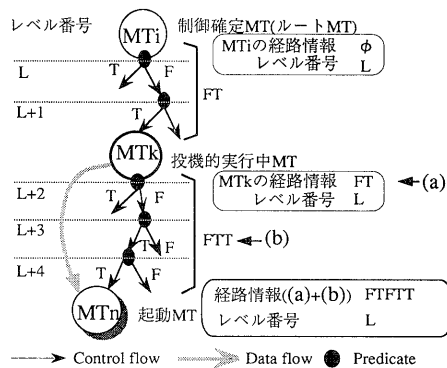 レベル番号
MTi
制御確定MT(ルートMT)
MTiの経路情報 φ
レベル番号 L
L
T F
FT
L+1
T
MTk
投機的実行中MT
MTkの経路情報 FT
レベル番号 L
(a)
L+2
T F
L+3
FTT
(b)
T F
L+4
T F
MTn
起動MT
経路情報((a)+(b)) FTFTT
レベル番号 L
Control flow
Data flow
Predicate